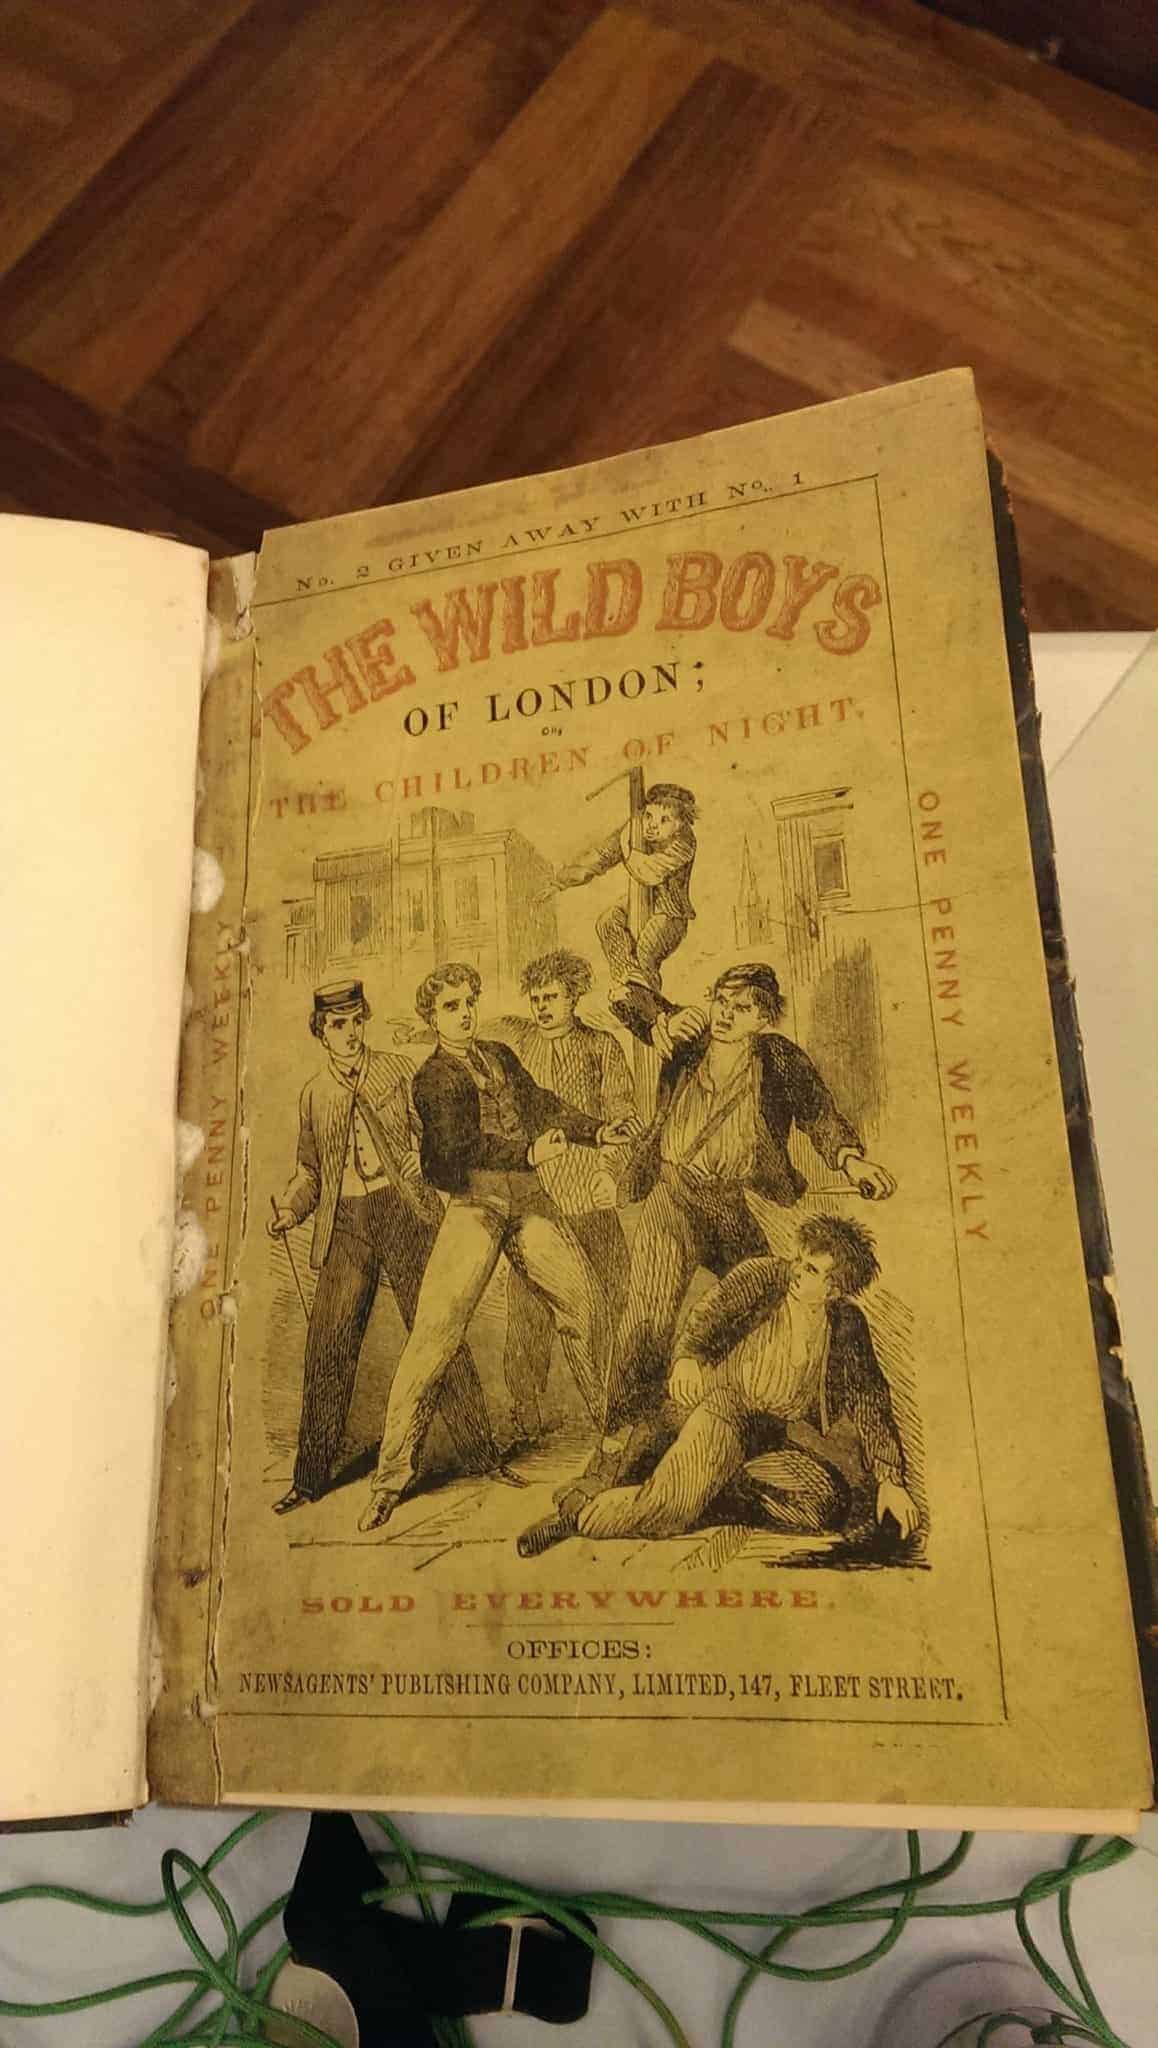 No. 2 GIVEN AWAY WITH No. 1
THE WILD BOYS
OF LONDON;
OR,
THE CHILDREN OF NIGHT.
ONE PENNY WEEKLY
ONE PENNY WEEKLY
SOLD EVERYWHERE.
OFFICES:
NEWSAGENTS' PUBLISHING COMPANY, LIMITED, 147, FLEET STREET.